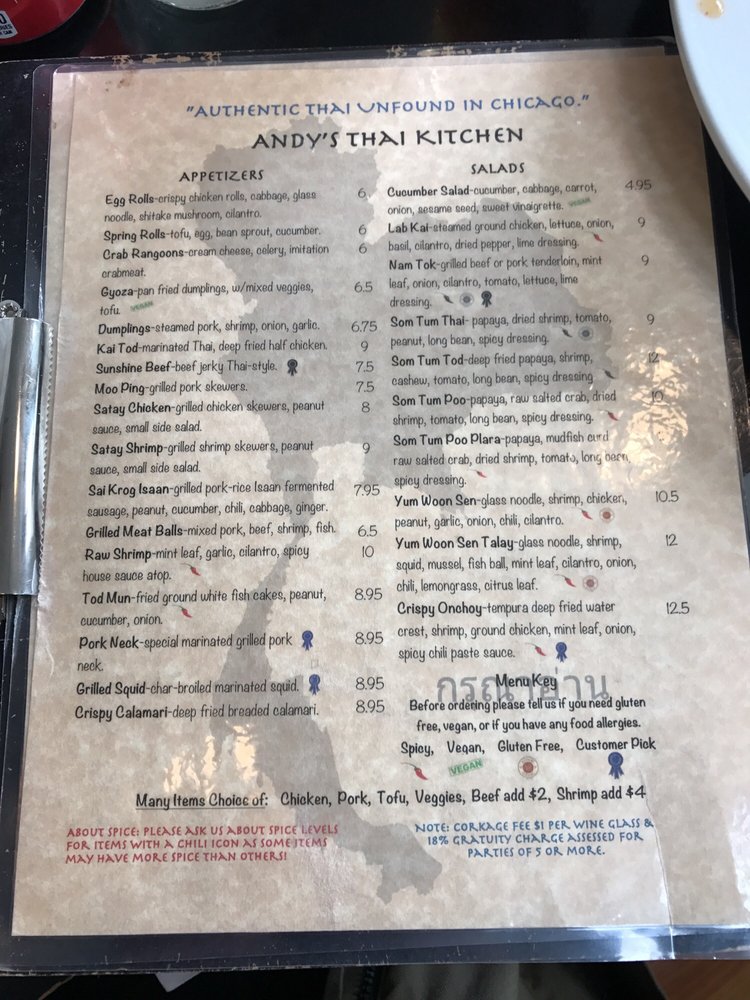 "AUTHENTIC THAI UNFOUND IN CHICAGO."
ANDY'S THAI KITCHEN
APPETIZERS
Egg Rolls-crispy chicken rolls, cabbage, glass 6
noodle, shitake mushroom, cilantro.
Spring Rolls-tofu, egg, bean sprout, cucumber. 6
Crab Rangoons-cream cheese, celery, imitation 6
crabmeat.
Gyoza-pan fried dumplings, w/mixed veggies, 6.5
tofu. VEGAN
Dumplings-steamed pork, shrimp, onion, garlic. 6.75
Kai Tod-marinated Thai, deep fried half chicken. 9
Sunshine Beef-beef jerky Thai-style. 7.5
Moo Ping-grilled pork skewers. 7.5
Satay Chicken-grilled chicken skewers, peanut 8
sauce, small side salad.
Satay Shrimp-grilled shrimp skewers, peanut 9
sauce, small side salad.
Sai Krog Isaan-grilled pork-rice Isaan fermented 7.95
sausage, peanut, cucumber, chili, cabbage, ginger.
Grilled Meat Balls-mixed pork, beef, shrimp, fish. 6.5
Raw Shrimp-mint leaf, garlic, cilantro, spicy 10
house sauce atop.
Tod Mun-fried ground white fish cakes, peanut, 8.95
cucumber, onion.
Pork Neck-special marinated grilled pork 8.95
neck.
Grilled Squid-char-broiled marinated squid. 8.95
Crispy Calamari-deep fried breaded calamari. 8.95
SALADS
Cucumber Salad-cucumber, cabbage, carrot, 4.95
onion, sesame seed, sweet vinaigrette. VEGAN
Lab Kai-steamed ground chicken, lettuce, onion, 9
basil, cilantro, dried pepper, lime dressing.
Nam Tok-grilled beef or pork tenderloin, mint 9
leaf, onion, cilantro, tomato, lettuce, lime
dressing.
Som Tum Thai- papaya, dried shrimp, tomato, 9
peanut, long bean, spicy dressing.
Som Tum Tod-deep fried papaya, shrimp, 12
cashew, tomato, long bean, spicy dressing
Som Tum Poo-papaya, raw salted crab, dried 10
shrimp, tomato, long bean, spicy dressing.
Som Tum Poo Plara-papaya, mudfish curd
raw salted crab, dried shrimp, tomato, long bean,
spicy dressing.
Yum Woon Sen-glass noodle, shrimp, chicken, 10.5
peanut, garlic, onion, chili, cilantro.
Yum Woon Sen Talay-glass noodle, shrimp, 12
squid, mussel, fish ball, mint leaf, cilantro, onion,
chili, lemongrass, citrus leaf.
Crispy Onchoy-tempura deep fried water 12.5
crest, shrimp, ground chicken, mint leaf, onion,
spicy chili paste sauce.
Menu Key
Before ordering please tell us if you need gluten
free, vegan, or if you have any food allergies.
Spicy, Vegan, Gluten Free, Customer Pick
VEGAN
Many Items Choice of: Chicken, Pork, Tofu, Veggies, Beef add $2, Shrimp add $4
ABOUT SPICE: PLEASE ASK US ABOUT SPICE LEVELS
FOR ITEMS WITH A CHILI ICON AS SOME ITEMS
MAY HAVE MORE SPICE THAN OTHERS!
NOTE: CORKAGE FEE $1 PER WINE GLASS &
18% GRATUITY CHARGE ASSESSED FOR
PARTIES OF 5 OR MORE.